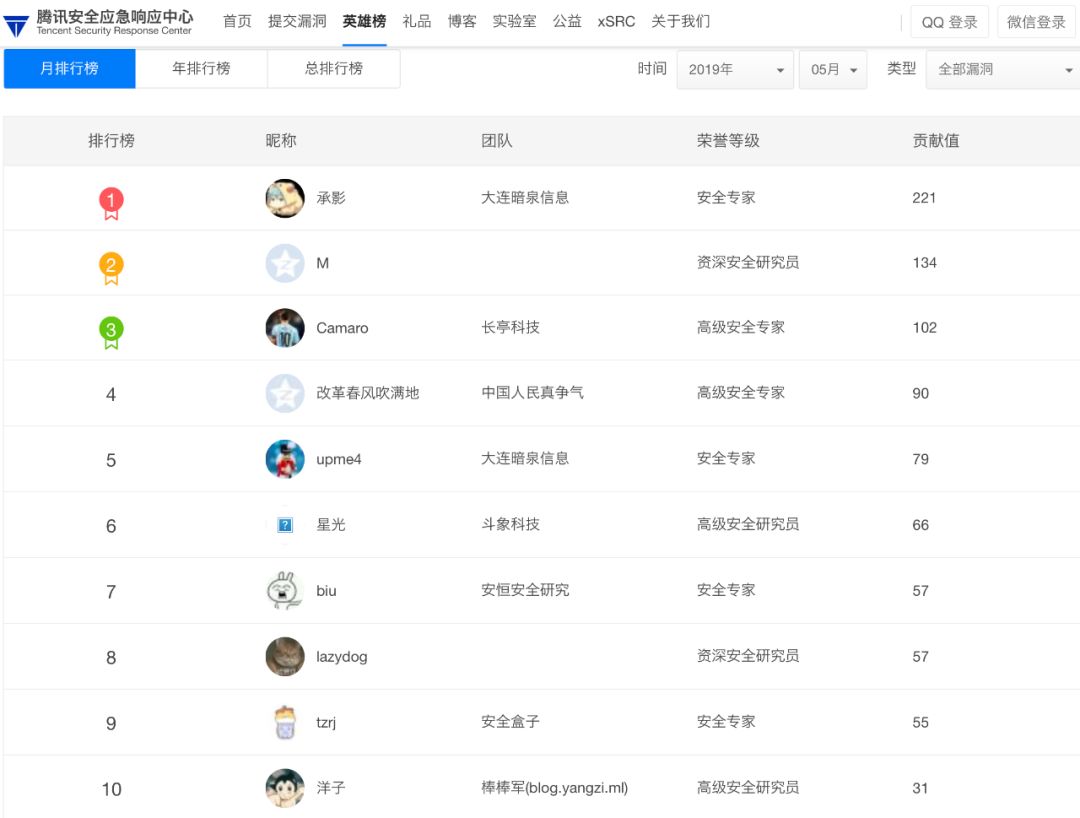 腾讯安全应急响应中心
Tencent Security Response Center
首页 提交漏洞 英雄榜 礼品 博客 实验室 公益 xSRC 关于我们 QQ 登录 微信登录
月排行榜 年排行榜 总排行榜 时间 2019年 05月 类型 全部漏洞
排行榜 昵称 团队 荣誉等级 贡献值
1 承影 大连暗泉信息 安全专家 221
2 M 资深安全研究员 134
3 Camaro 长亭科技 高级安全专家 102
4 改革春风吹满地 中国人民真争气 高级安全专家 90
5 upme4 大连暗泉信息 安全专家 79
6 星光 斗象科技 高级安全研究员 66
7 biu 安恒安全研究 安全专家 57
8 lazydog 资深安全研究员 57
9 tzrj 安全盒子 安全专家 55
10 洋子 棒棒军(blog.yangzi.ml) 高级安全研究员 31